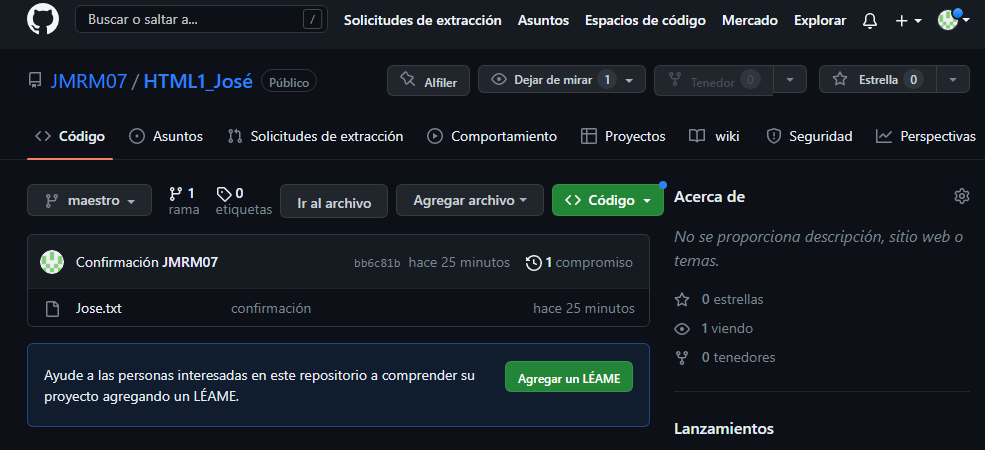 Buscar o saltar a... / Solicitudes de extracción Asuntos Espacios de código Mercado Explorar
JMRM07 / HTML1_José Público Alfiler Dejar de mirar 1 Tenedor 0 Estrella 0
Código Asuntos Solicitudes de extracción Comportamiento Proyectos wiki Seguridad Perspectivas
maestro 1 rama 0 etiquetas Ir al archivo Agregar archivo Código
Acerca de
No se proporciona descripción, sitio web o
temas.
Confirmación JMRM07 bb6c81b hace 25 minutos 1 compromiso
Jose.txt confirmación hace 25 minutos
0 estrellas
1 viendo
0 tenedores
Ayude a las personas interesadas en este repositorio a comprender su
proyecto agregando un LÉAME.
Agregar un LÉAME
Lanzamientos